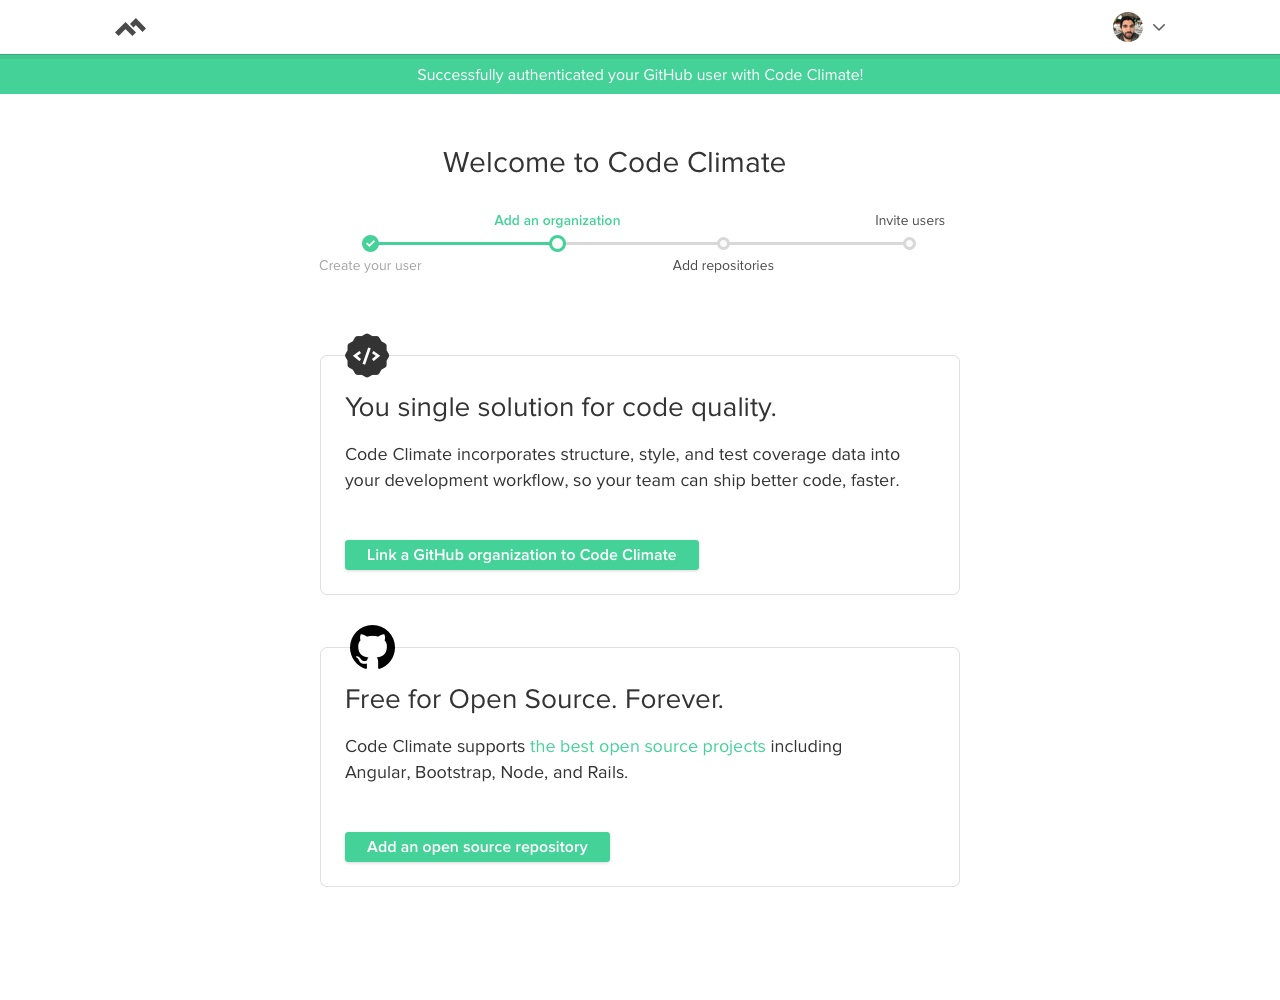 Successfully authenticated your GitHub user with Code Climate!
Welcome to Code Climate
Add an organization
Invite users
Create your user
Add repositories
</>
You single solution for code quality.
Code Climate incorporates structure, style, and test coverage data into
your development workflow, so your team can ship better code, faster.
Link a GitHub organization to Code Climate
Free for Open Source. Forever.
Code Climate supports the best open source projects including
Angular, Bootstrap, Node, and Rails.
Add an open source repository